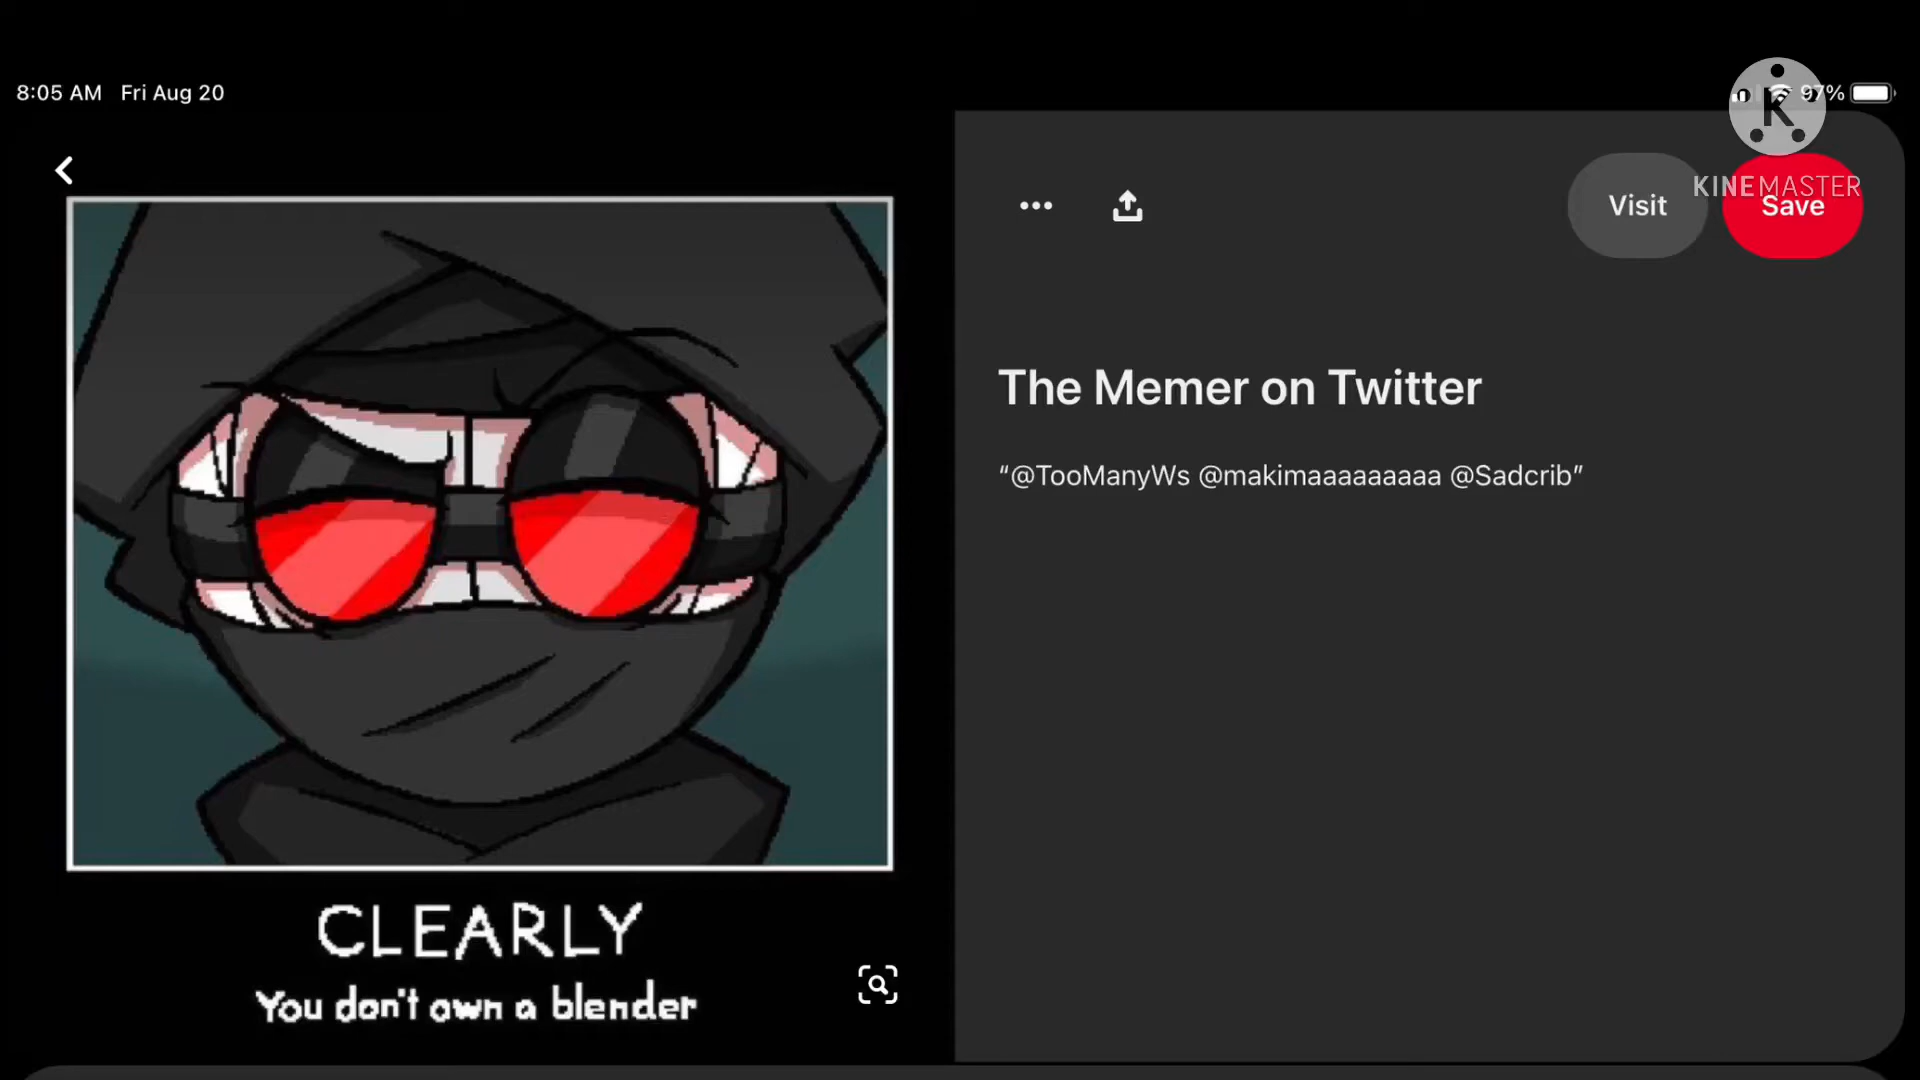 8:05 AM Fri Aug 20
97%
KINEMASTER
K
Visit
Save
The Memer on Twitter
“@TooManyWs @makimaaaaaaaaa @Sadcrib”
CLEARLY
You don't own a blender